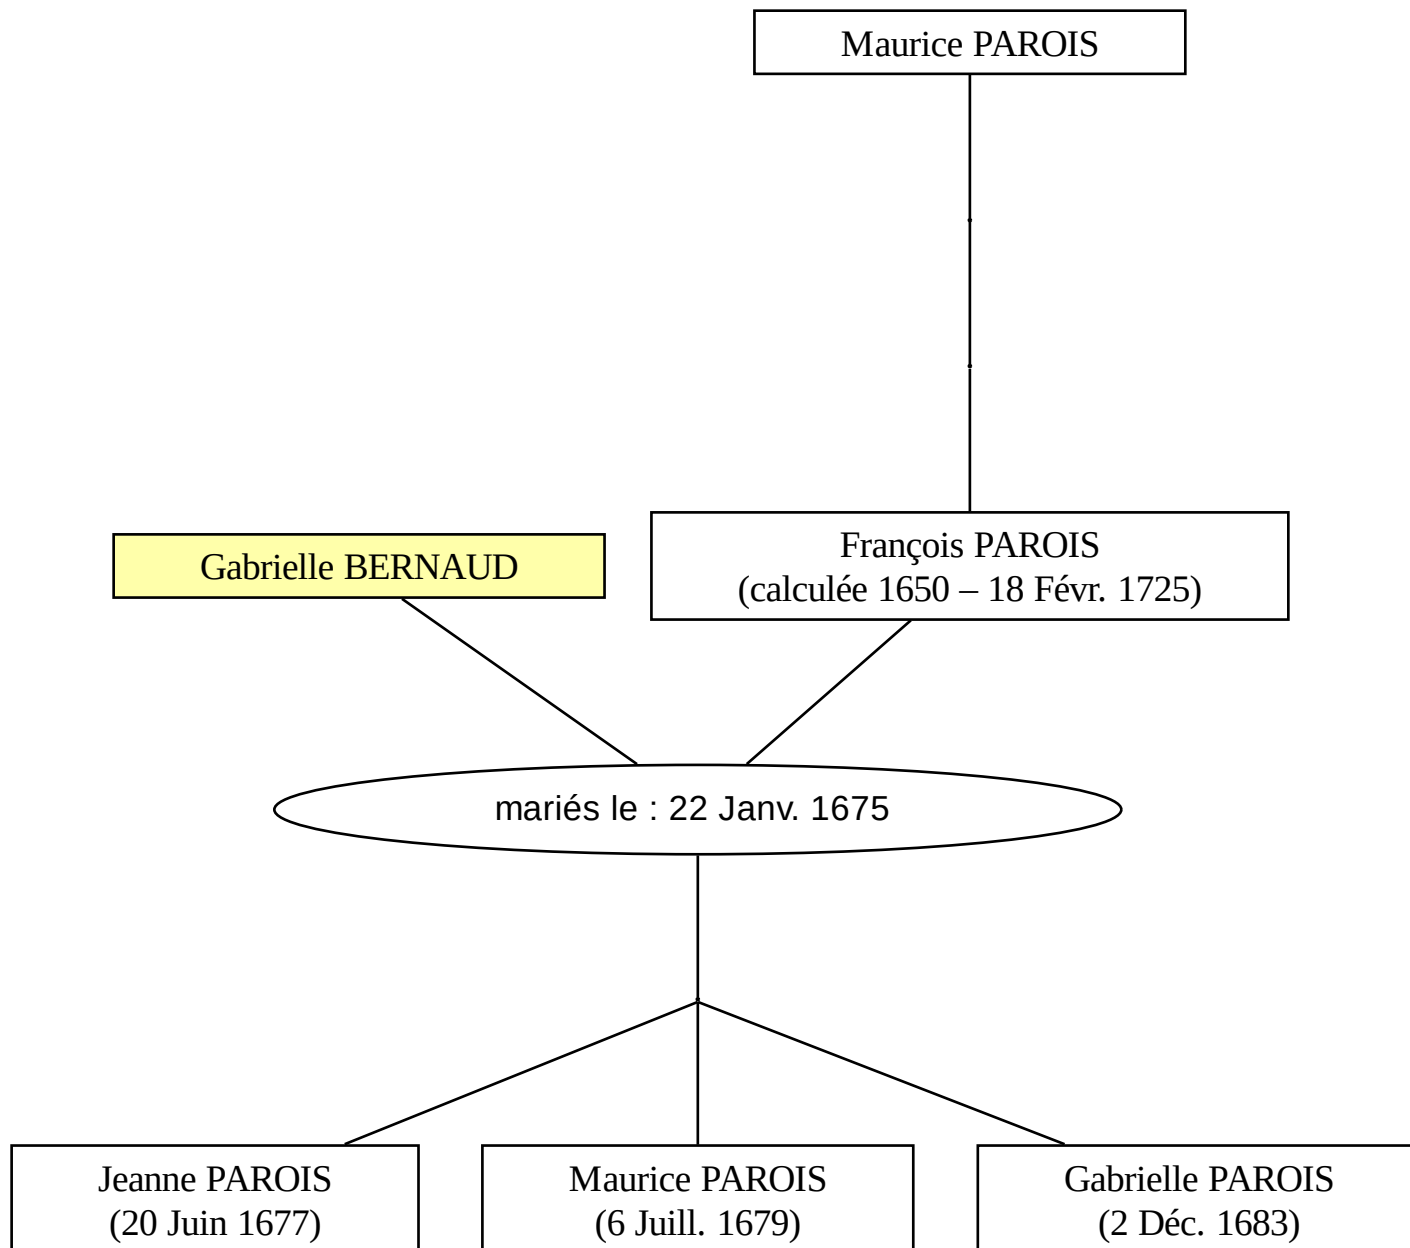 Maurice PAROIS
Gabrielle BERNAUD
François PAROIS
(calculée 1650 – 18 Févr. 1725)
mariés le : 22 Janv. 1675
Jeanne PAROIS
(20 Juin 1677)
Maurice PAROIS
(6 Juill. 1679)
Gabrielle PAROIS
(2 Déc. 1683)